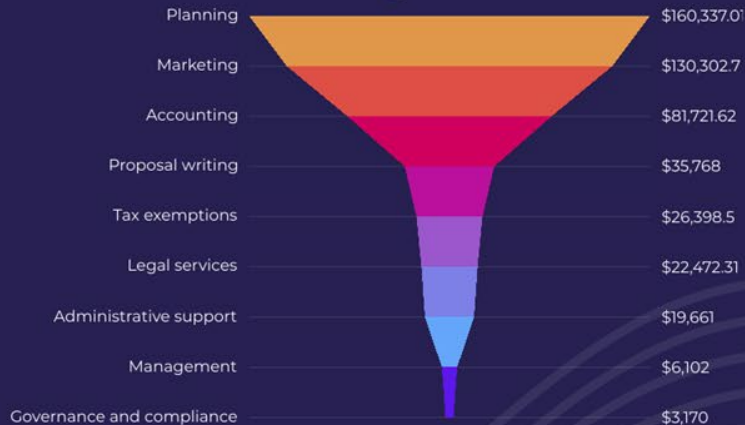 Planning $160,337.01
Marketing $130,302.7
Accounting $81,721.62
Proposal writing $35,768
Tax exemptions $26,398.5
Legal services $22,472.31
Administrative support $19,661
Management $6,102
Governance and compliance $3,170